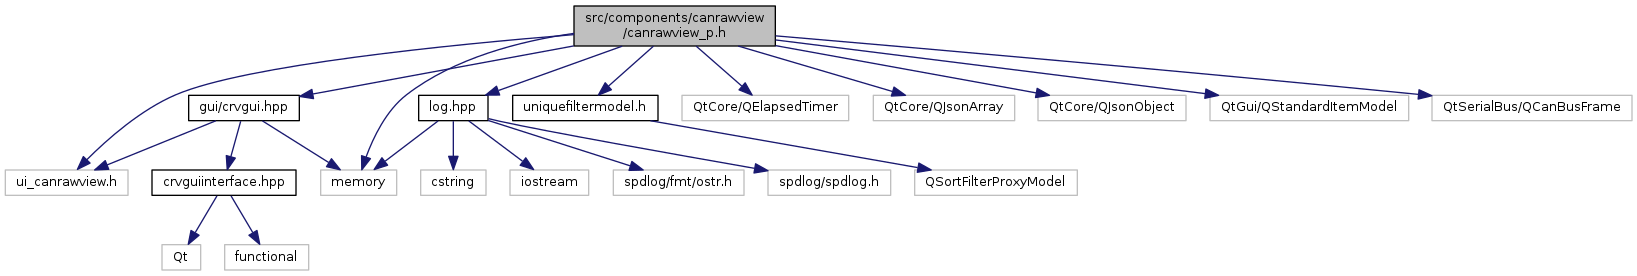 src/components/canrawview
/canrawview_p.h
gui/crvgui.hpp
log.hpp
uniquefiltermodel.h
QtCore/QElapsedTimer
QtCore/QJsonArray
QtCore/QJsonObject
QtGui/QStandardItemModel
QtSerialBus/QCanBusFrame
ui_canrawview.h
crvguiinterface.hpp
memory
cstring
iostream
spdlog/fmt/ostr.h
spdlog/spdlog.h
QSortFilterProxyModel
Qt
functional